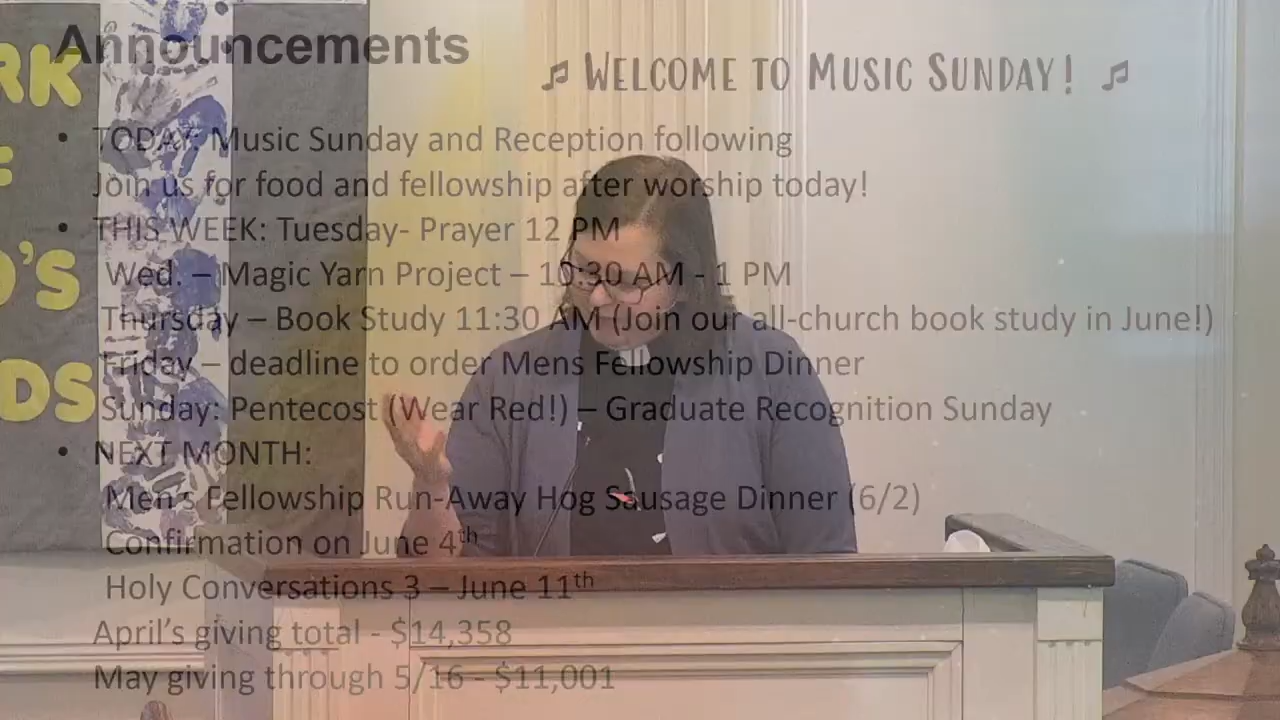 Announcements
♫ WELCOME TO MUSIC SUNDAY! ♫
• TODAY: Music Sunday and Reception following
Join us for food and fellowship after worship today!
• THIS WEEK: Tuesday- Prayer 12 PM
Wed. – Magic Yarn Project – 10:30 AM - 1 PM
Thursday – Book Study 11:30 AM (Join our all-church book study in June!)
Friday – deadline to order Mens Fellowship Dinner
Sunday: Pentecost (Wear Red!) – Graduate Recognition Sunday
• NEXT MONTH:
Men's Fellowship Run-Away Hog Sausage Dinner (6/2)
Confirmation on June 4th
Holy Conversations 3 – June 11th
April's giving total - $14,358
May giving through 5/16 - $11,001
RK
'S
DS